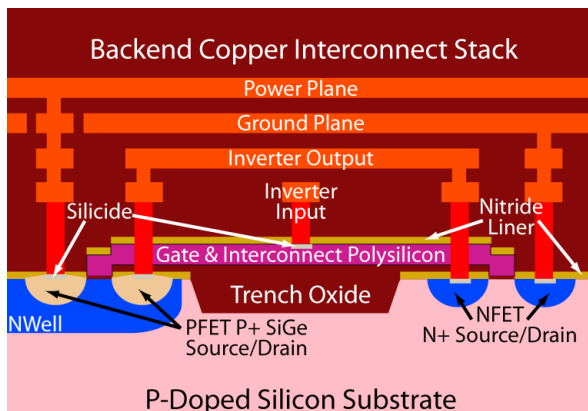 Backend Copper Interconnect Stack
Power Plane
Ground Plane
Inverter Output
Inverter
Input
Silicide
Nitride
Liner
Gate & Interconnect Polysilicon
Trench Oxide
NWell
PFET P+ SiGe
Source/Drain
NFET
N+ Source/Drain
P-Doped Silicon Substrate